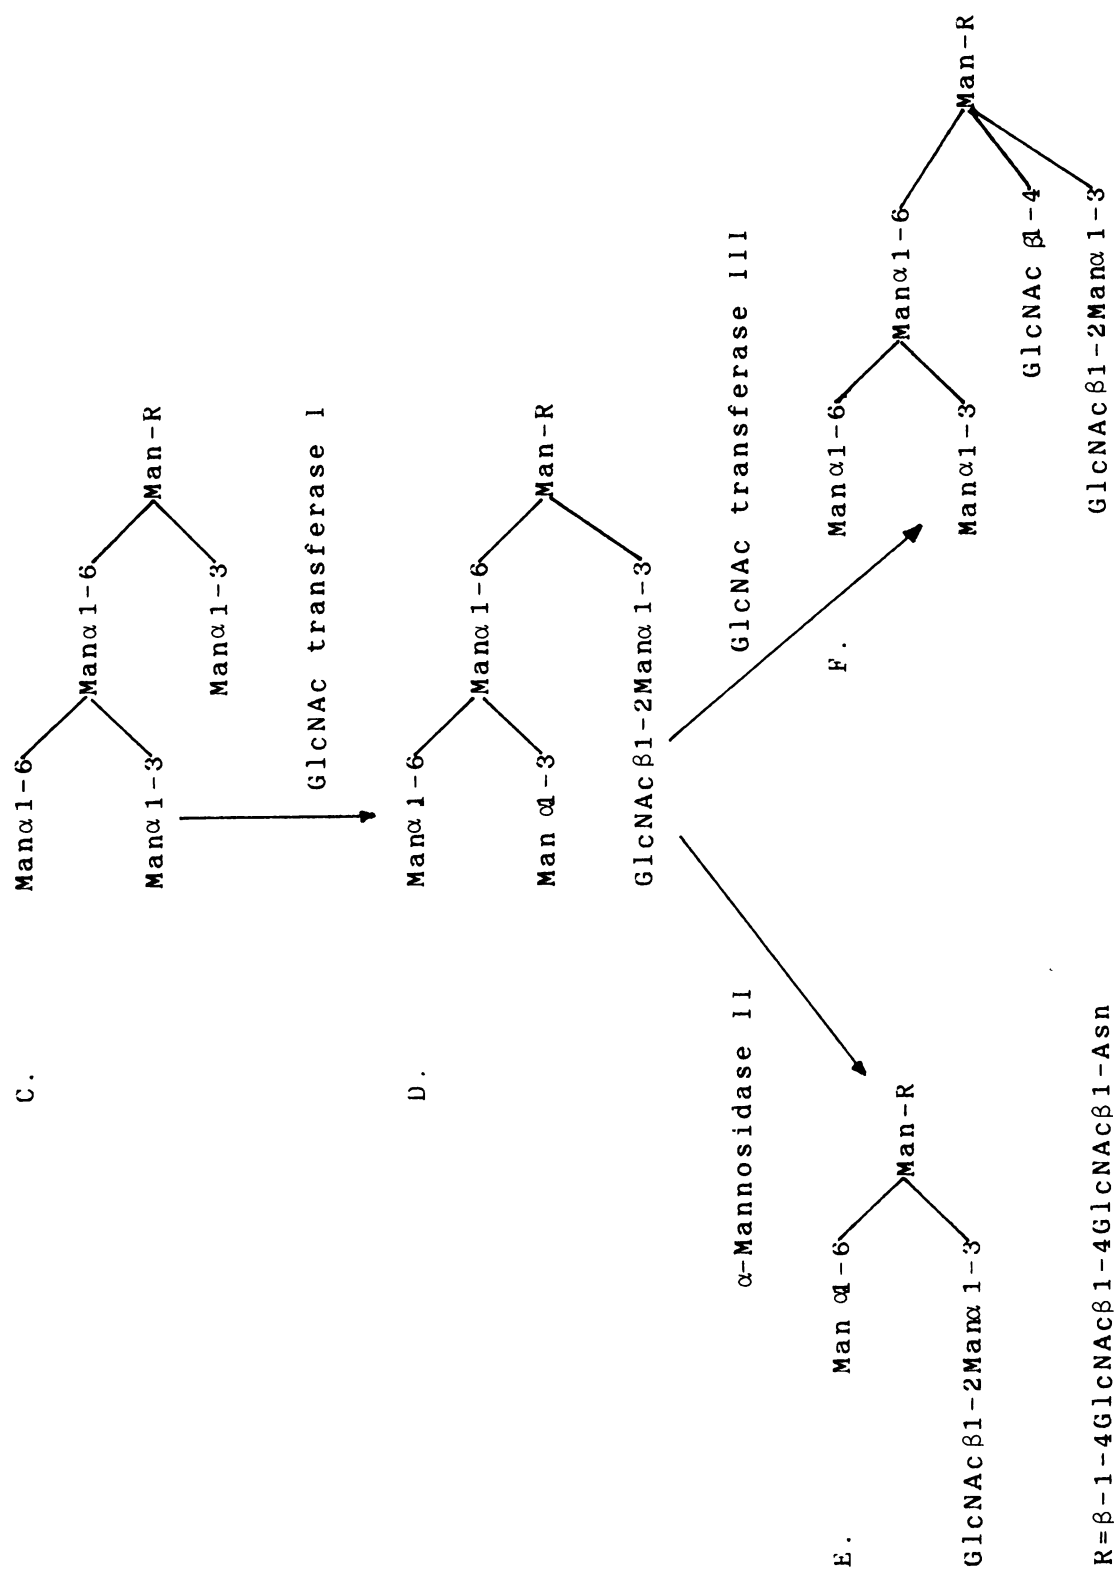 C.
Manα1-6
Manα1-6
Man-R
Manα1-3
Manα1-3
GlcNAc transferase I
D.
Manα1-6
Manα1-6
Man-R
Man α1-3
GlcNAcβ1-2Manα1-3
α-Mannosidase II
GlcNAc transferase III
E.
Man α1-6
Man-R
GlcNAcβ1-2Manα1-3
F.
Manα1-6
Manα1-6
Man-R
Manα1-3
GlcNAc β1-4
GlcNAcβ1-2Manα1-3
R=β-1-4GlcNAcβ1-4GlcNAcβ1-Asn